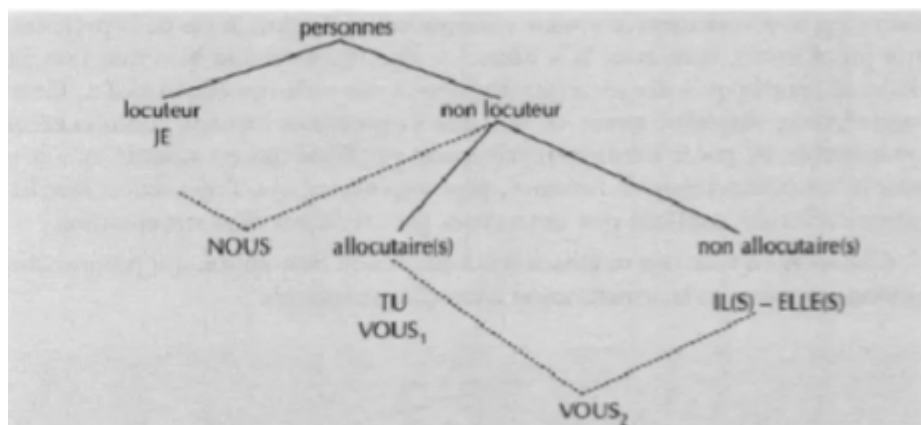 personnes
locuteur non locuteur
JE
NOUS allocutaire(s) non allocutaire(s)
TU IL(S) – ELLE(S)
VOUS₁
VOUS₂